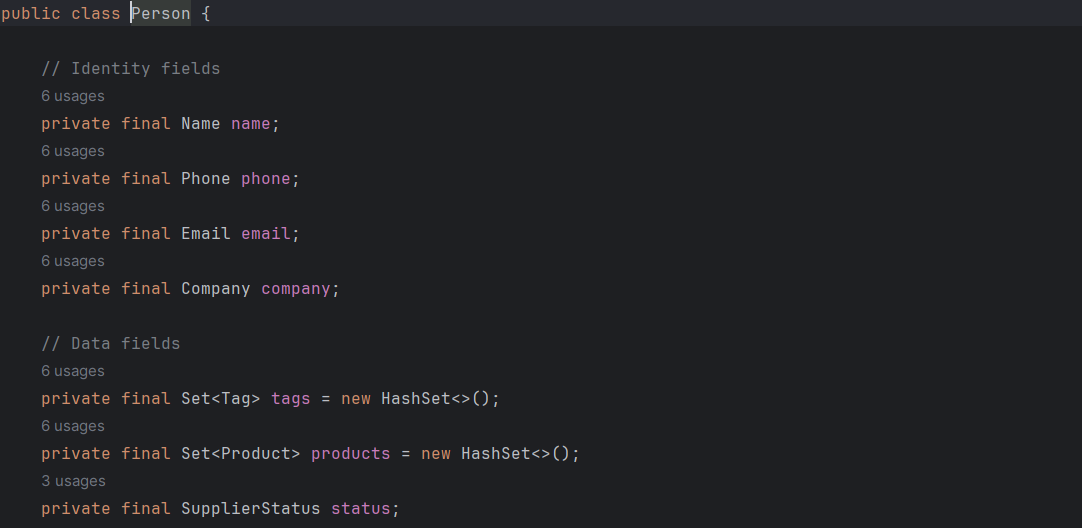 public class Person {
// Identity fields
6 usages
private final Name name;
6 usages
private final Phone phone;
6 usages
private final Email email;
6 usages
private final Company company;
// Data fields
6 usages
private final Set<Tag> tags = new HashSet<>();
6 usages
private final Set<Product> products = new HashSet<>();
3 usages
private final SupplierStatus status;